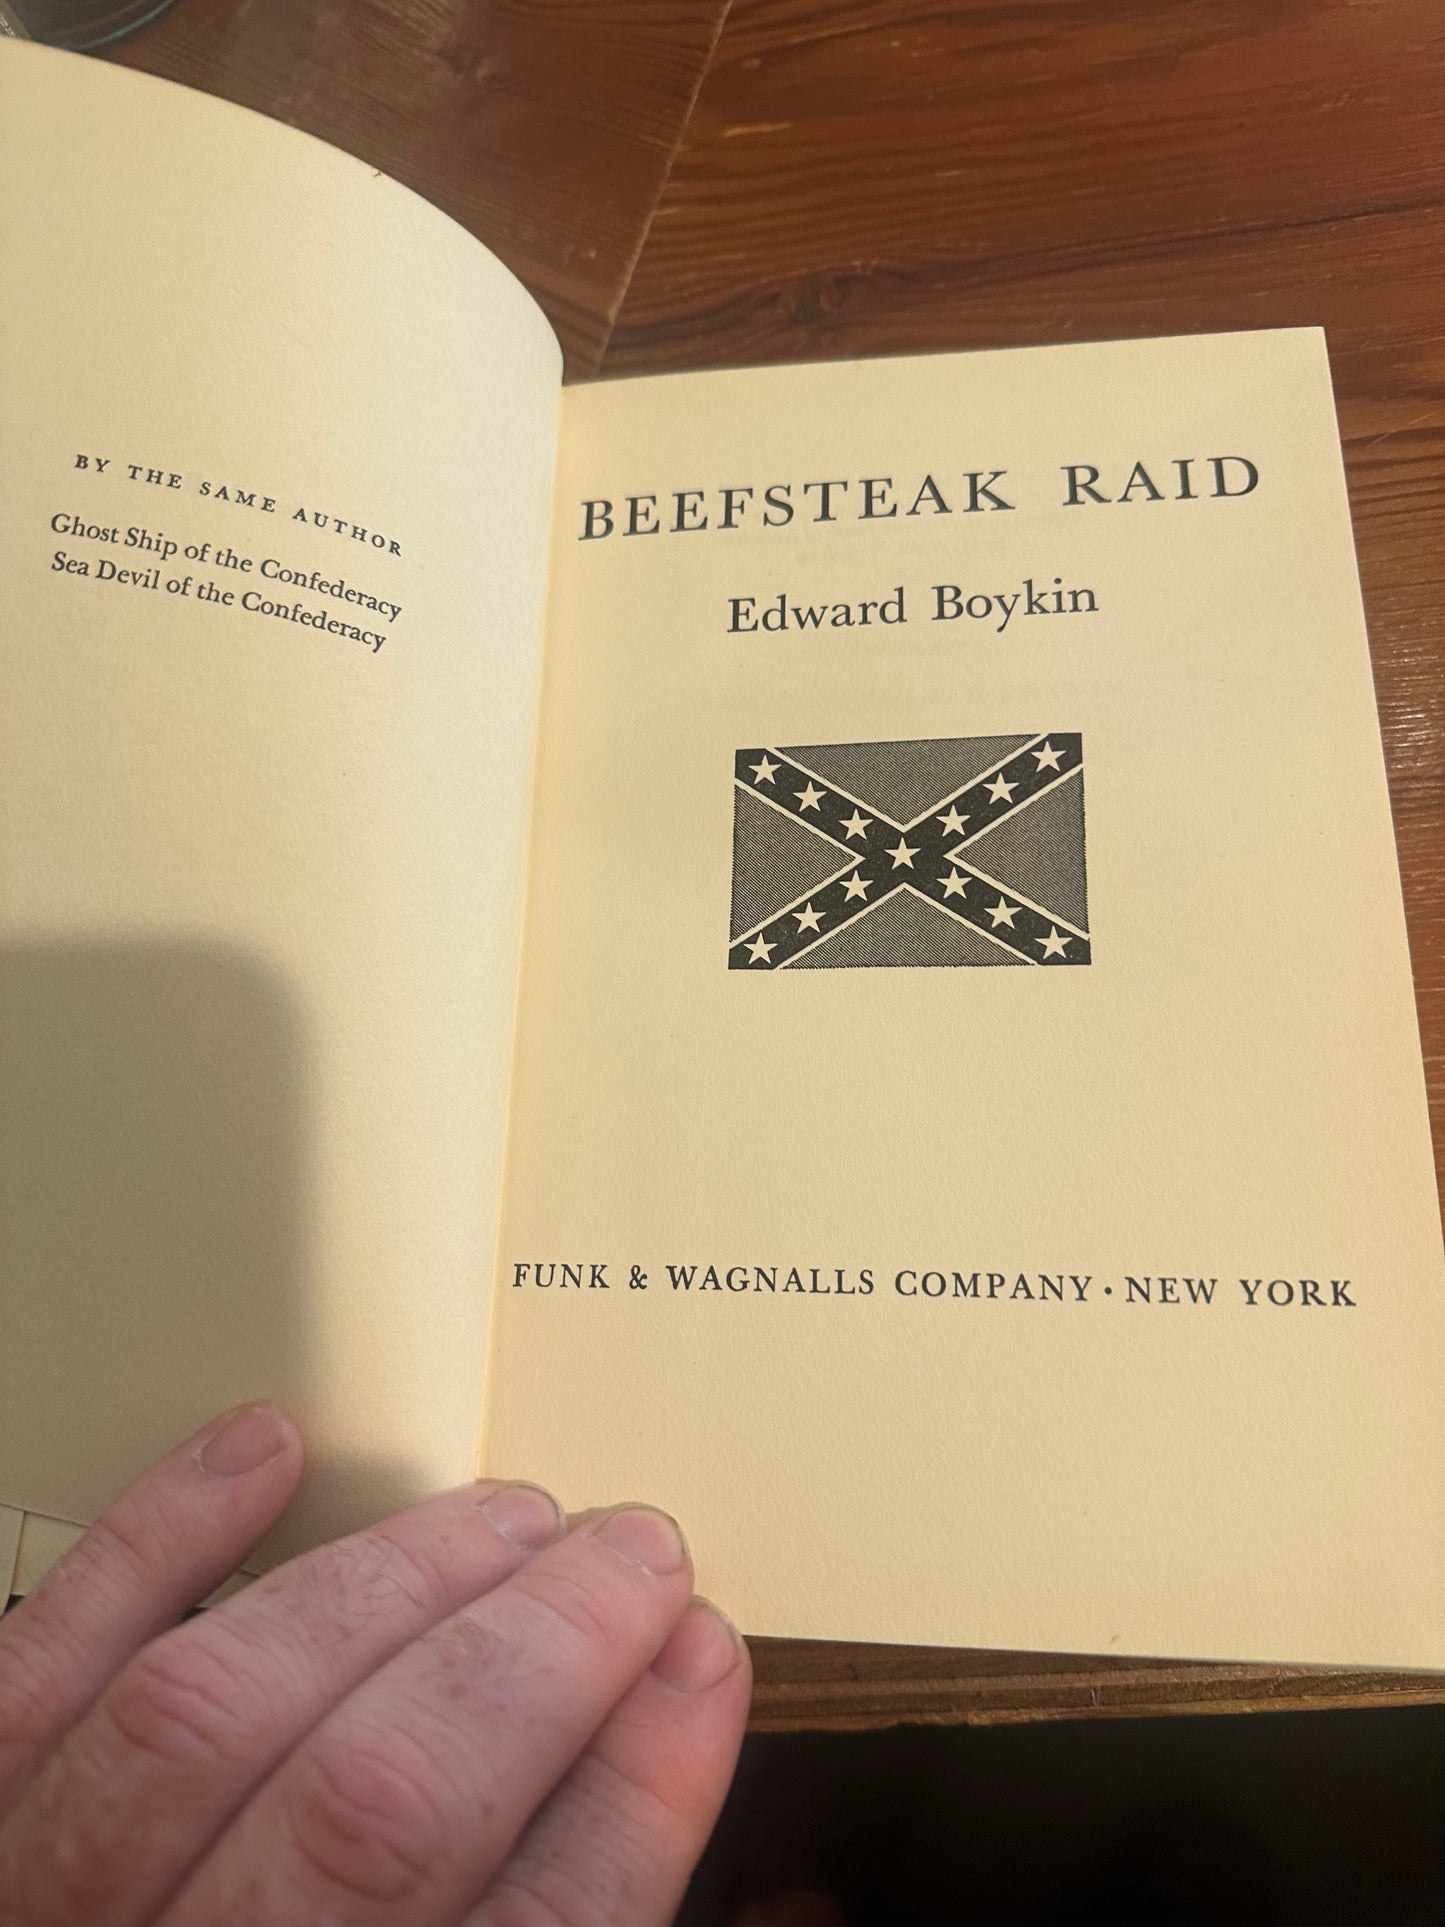 BY THE SAME AUTHOR
Ghost Ship of the Confederacy
Sea Devil of the Confederacy
BEEFSTEAK RAID
Edward Boykin
FUNK & WAGNALLS COMPANY · NEW YORK